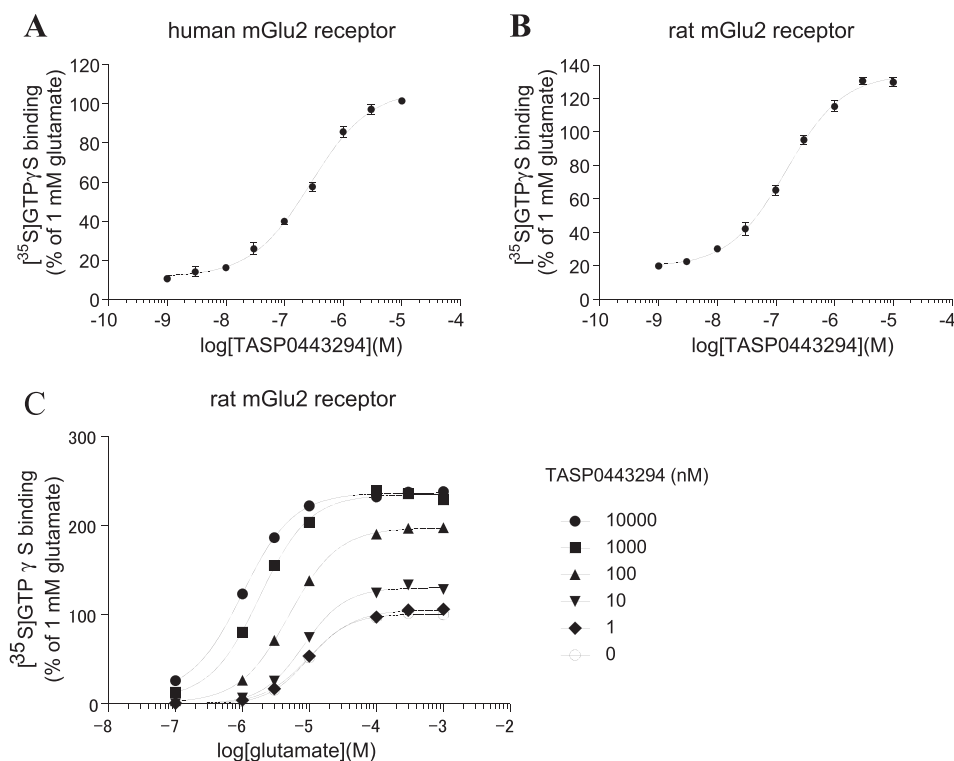 A
human mGlu2 receptor
[³⁵S]GTPγS binding
(% of 1 mM glutamate)
120
100
80
60
40
20
0
-10 -9 -8 -7 -6 -5 -4
log[TASP0443294](M)
B
rat mGlu2 receptor
[³⁵S]GTPγS binding
(% of 1 mM glutamate)
140
120
100
80
60
40
20
0
-10 -9 -8 -7 -6 -5 -4
log[TASP0443294](M)
C
rat mGlu2 receptor
[³⁵S]GTP γ S binding
(% of 1 mM glutamate)
300
200
100
0
−8 −7 −6 −5 −4 −3 −2
log[glutamate](M)
TASP0443294 (nM)
10000
1000
100
10
1
0